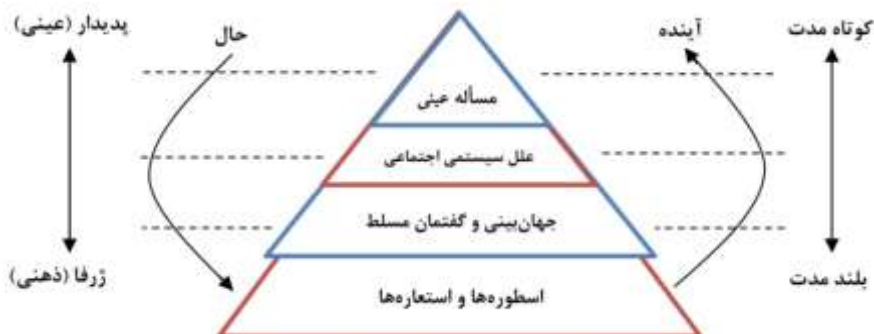 پدیدار (عینی)
حال
آینده
کوتاه مدت
مسأله عینی
علل سیستمی اجتماعی
جهان‌بینی و گفتمان مسلط
ژرفا (ذهنی)
اسطوره‌ها و استعاره‌ها
بلند مدت